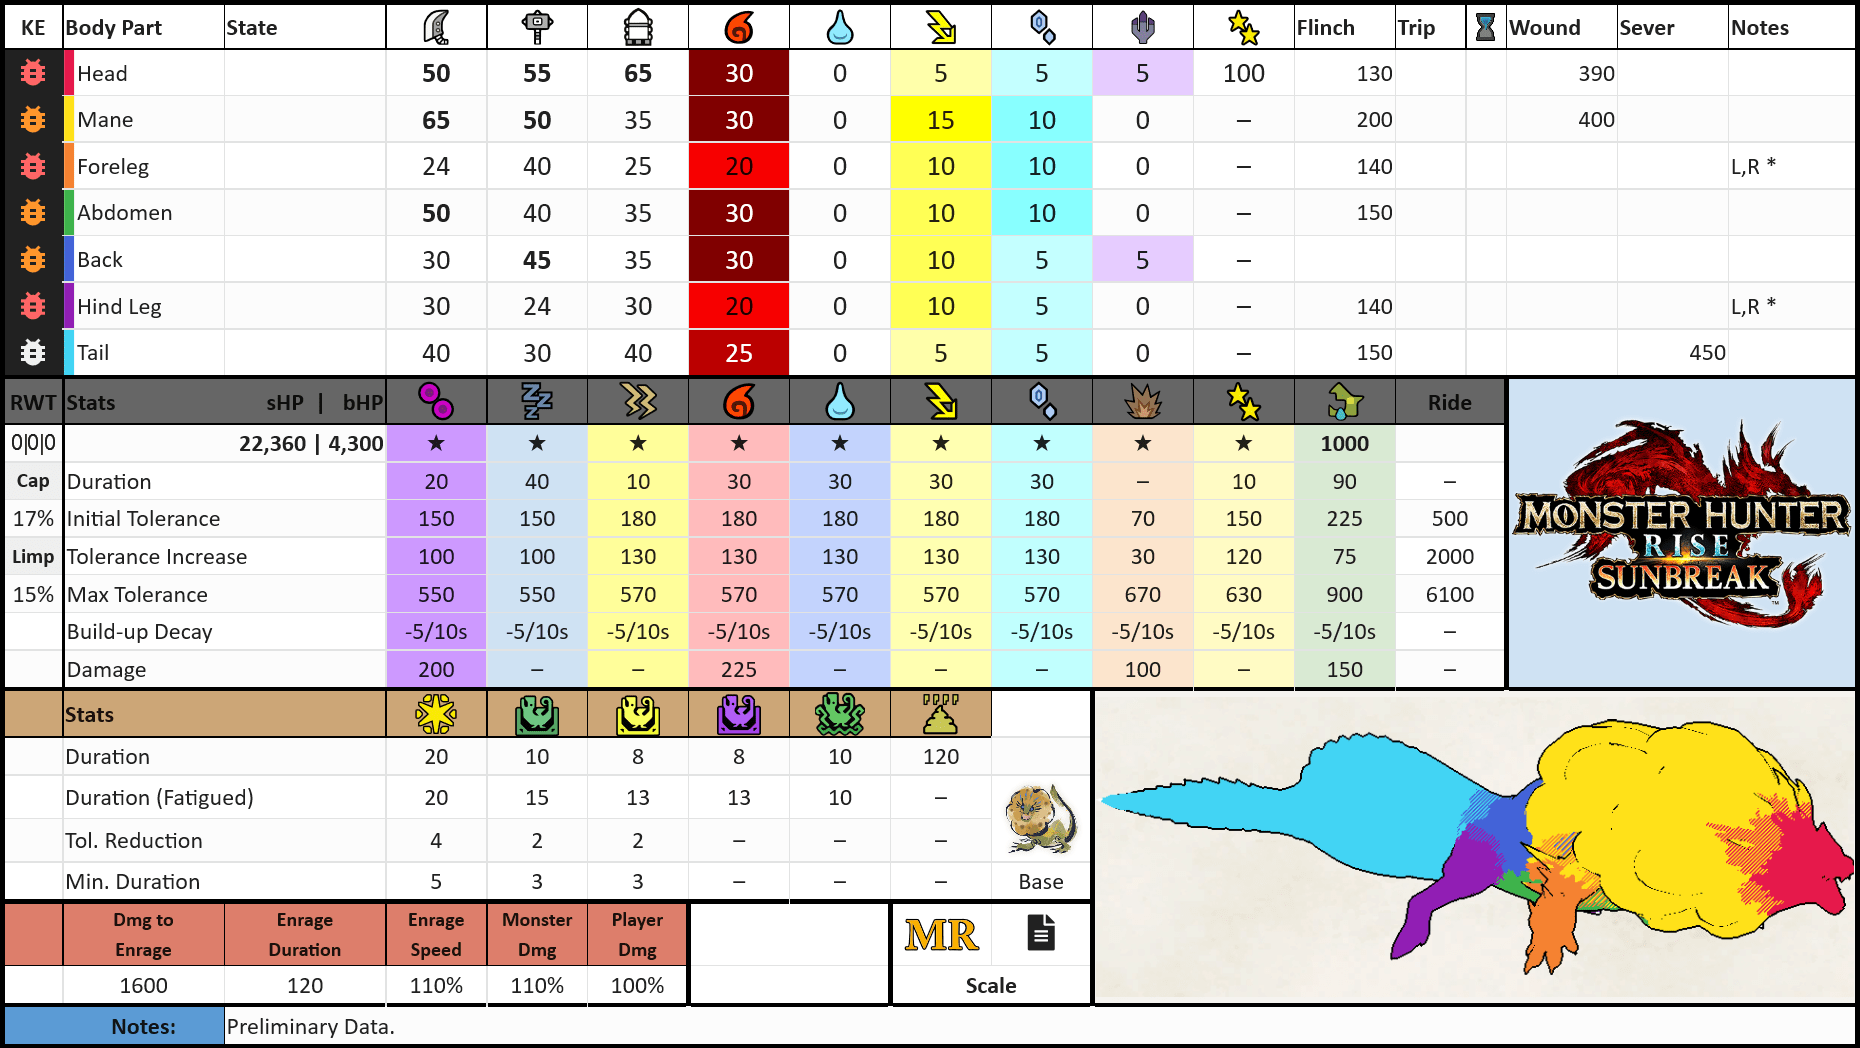 KE Body Part State Flinch Trip Wound Sever Notes
Head 50 55 65 30 0 5 5 5 100 130 390
Mane 65 50 35 30 0 15 10 0 – 200 400
Foreleg 24 40 25 20 0 10 10 0 – 140 L,R *
Abdomen 50 40 35 30 0 10 10 0 – 150
Back 30 45 35 30 0 10 5 5 –
Hind Leg 30 24 30 20 0 10 5 0 – 140 L,R *
Tail 40 30 40 25 0 5 5 0 – 150 450
RWT Stats sHP | bHP Ride
0|0|0 22,360 | 4,300 ★ ★ ★ ★ ★ ★ ★ ★ ★ 1000
Cap Duration 20 40 10 30 30 30 30 – 10 90 –
17% Initial Tolerance 150 150 180 180 180 180 180 70 150 225 500
Limp Tolerance Increase 100 100 130 130 130 130 130 30 120 75 2000
15% Max Tolerance 550 550 570 570 570 570 570 670 630 900 6100
Build-up Decay -5/10s -5/10s -5/10s -5/10s -5/10s -5/10s -5/10s -5/10s -5/10s -5/10s –
Damage 200 – – 225 – – – 100 – 150 –
MONSTER HUNTER
RISE
SUNBREAK
™
Stats
Duration 20 10 8 8 10 120
Duration (Fatigued) 20 15 13 13 10 –
Tol. Reduction 4 2 2 – – –
Min. Duration 5 3 3 – – – Base
Dmg to Enrage Enrage Monster Player
Enrage Duration Speed Dmg Dmg
MR
1600 120 110% 110% 100% Scale
Notes: Preliminary Data.